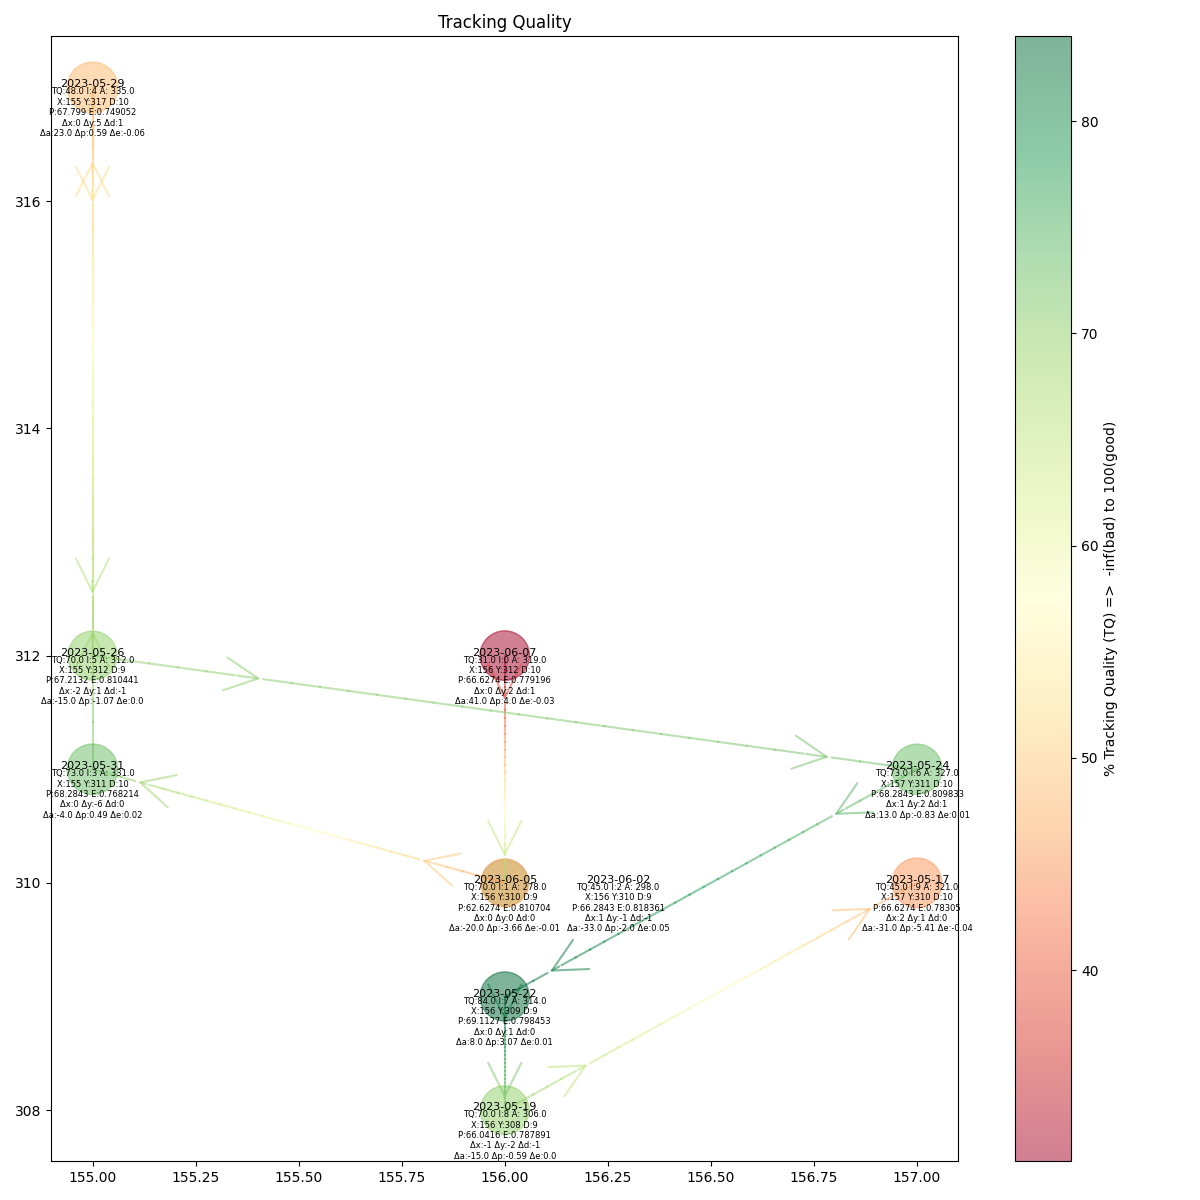 Tracking Quality
2023-05-29
TQ:48.0 I:4 A: 335.0
X:155 Y:317 D:10
P:67.799 E:0.749052
Δx:0 Δy:5 Δd:1
Δa:23.0 Δp:0.59 Δe:-0.06
2023-05-26
TQ:70.0 I:5 A: 312.0
X:155 Y:312 D:9
P:67.2132 E:0.810441
Δx:-2 Δy:1 Δd:-1
Δa:-15.0 Δp:-1.07 Δe:0.0
2023-06-07
TQ:31.0 I:0 A: 319.0
X:156 Y:312 D:10
P:66.6274 E:0.779196
Δx:0 Δy:2 Δd:1
Δa:41.0 Δp:4.0 Δe:-0.03
2023-05-31
TQ:73.0 I:3 A: 331.0
X:155 Y:311 D:10
P:68.2843 E:0.768214
Δx:0 Δy:-6 Δd:0
Δa:-4.0 Δp:0.49 Δe:0.02
2023-05-24
TQ:73.0 I:6 A: 327.0
X:157 Y:311 D:10
P:68.2843 E:0.809833
Δx:1 Δy:2 Δd:1
Δa:13.0 Δp:-0.83 Δe:0.01
2023-06-05
TQ:70.0 I:1 A: 278.0
X:156 Y:310 D:9
P:62.6274 E:0.810704
Δx:0 Δy:0 Δd:0
Δa:-20.0 Δp:-3.66 Δe:-0.01
2023-06-02
TQ:45.0 I:2 A: 298.0
X:156 Y:310 D:9
P:66.2843 E:0.818361
Δx:1 Δy:-1 Δd:-1
Δa:-33.0 Δp:-2.0 Δe:0.05
2023-05-17
TQ:45.0 I:9 A: 321.0
X:157 Y:310 D:10
P:66.6274 E:0.78305
Δx:2 Δy:1 Δd:0
Δa:-31.0 Δp:-5.41 Δe:-0.04
2023-05-22
TQ:84.0 I:7 A: 314.0
X:156 Y:309 D:9
P:69.1127 E:0.798453
Δx:0 Δy:1 Δd:0
Δa:8.0 Δp:3.07 Δe:0.01
2023-05-19
TQ:70.0 I:8 A: 306.0
X:156 Y:308 D:9
P:66.0416 E:0.787891
Δx:-1 Δy:-2 Δd:-1
Δa:-15.0 Δp:-0.59 Δe:0.0
316
314
312
310
308
155.00 155.25 155.50 155.75 156.00 156.25 156.50 156.75 157.00
80
70
60
50
40
% Tracking Quality (TQ) => -inf(bad) to 100(good)